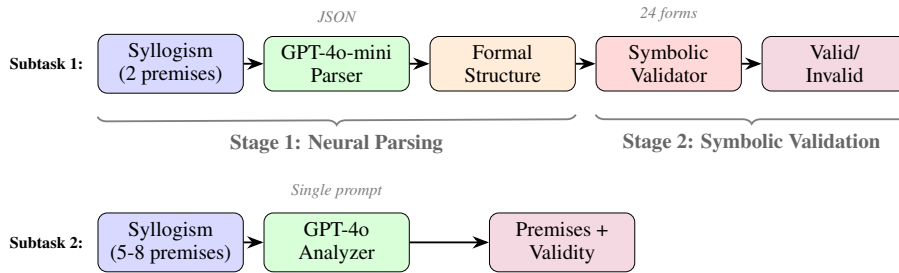 JSON
24 forms
Subtask 1:
Syllogism
(2 premises)
GPT-4o-mini
Parser
Formal
Structure
Symbolic
Validator
Valid/
Invalid
Stage 1: Neural Parsing
Stage 2: Symbolic Validation
Single prompt
Subtask 2:
Syllogism
(5-8 premises)
GPT-4o
Analyzer
Premises +
Validity